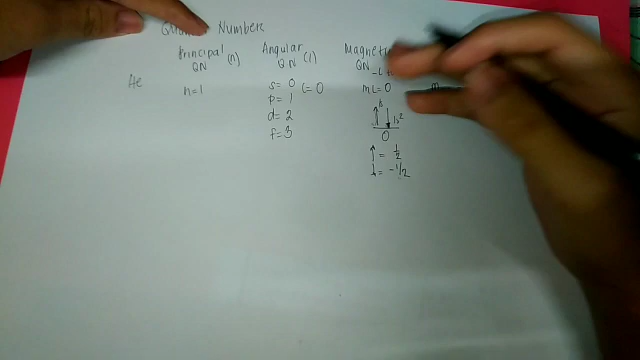 Numbers
Principal (n)
QN
Angular (l)
QN
QN -L
He
n=1
s= 0 l= 0
p= 1
d= 2
f= 3
mL= 0
1s²
0
↑ = 1/2
↓ = -1/2